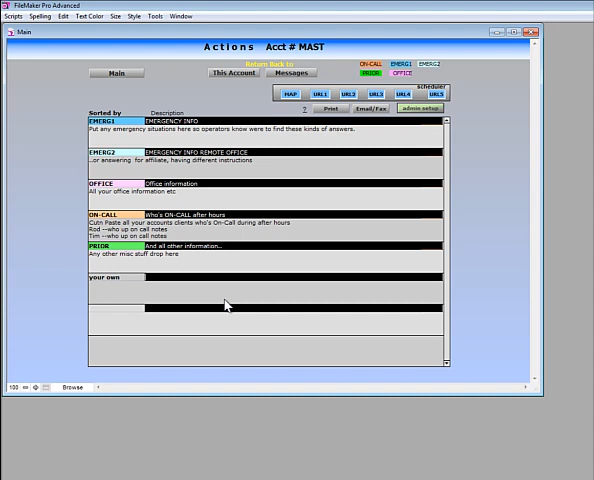 FileMaker Pro Advanced
Scripts Spelling Edit Text Color Size Style Tools Window
Main
Actions Acct # MAST
Return Back to
ON-CALL EMERG1 EMERG2
Main This Account Messages PRIOR OFFICE
scheduler
MAP URL1 URL2 URL3 URL4 URL5
? Print Email/Fax admin setup
Sorted by Description
EMERG1 EMERGENCY INFO
Put any emergency situations here so operators know were to find these kinds of answers.
EMERG2 EMERGENCY INFO REMOTE OFFICE
...or answering for affiliate, having different instructions
OFFICE Office information
All your office information etc
ON-CALL Who's ON-CALL after hours
Cutn Paste all your accounts clients who's On-Call during after hours
Rod --who up on call notes
Tim --who up on call notes
PRIOR And all other information...
Any other misc stuff drop here
your own
100 Browse